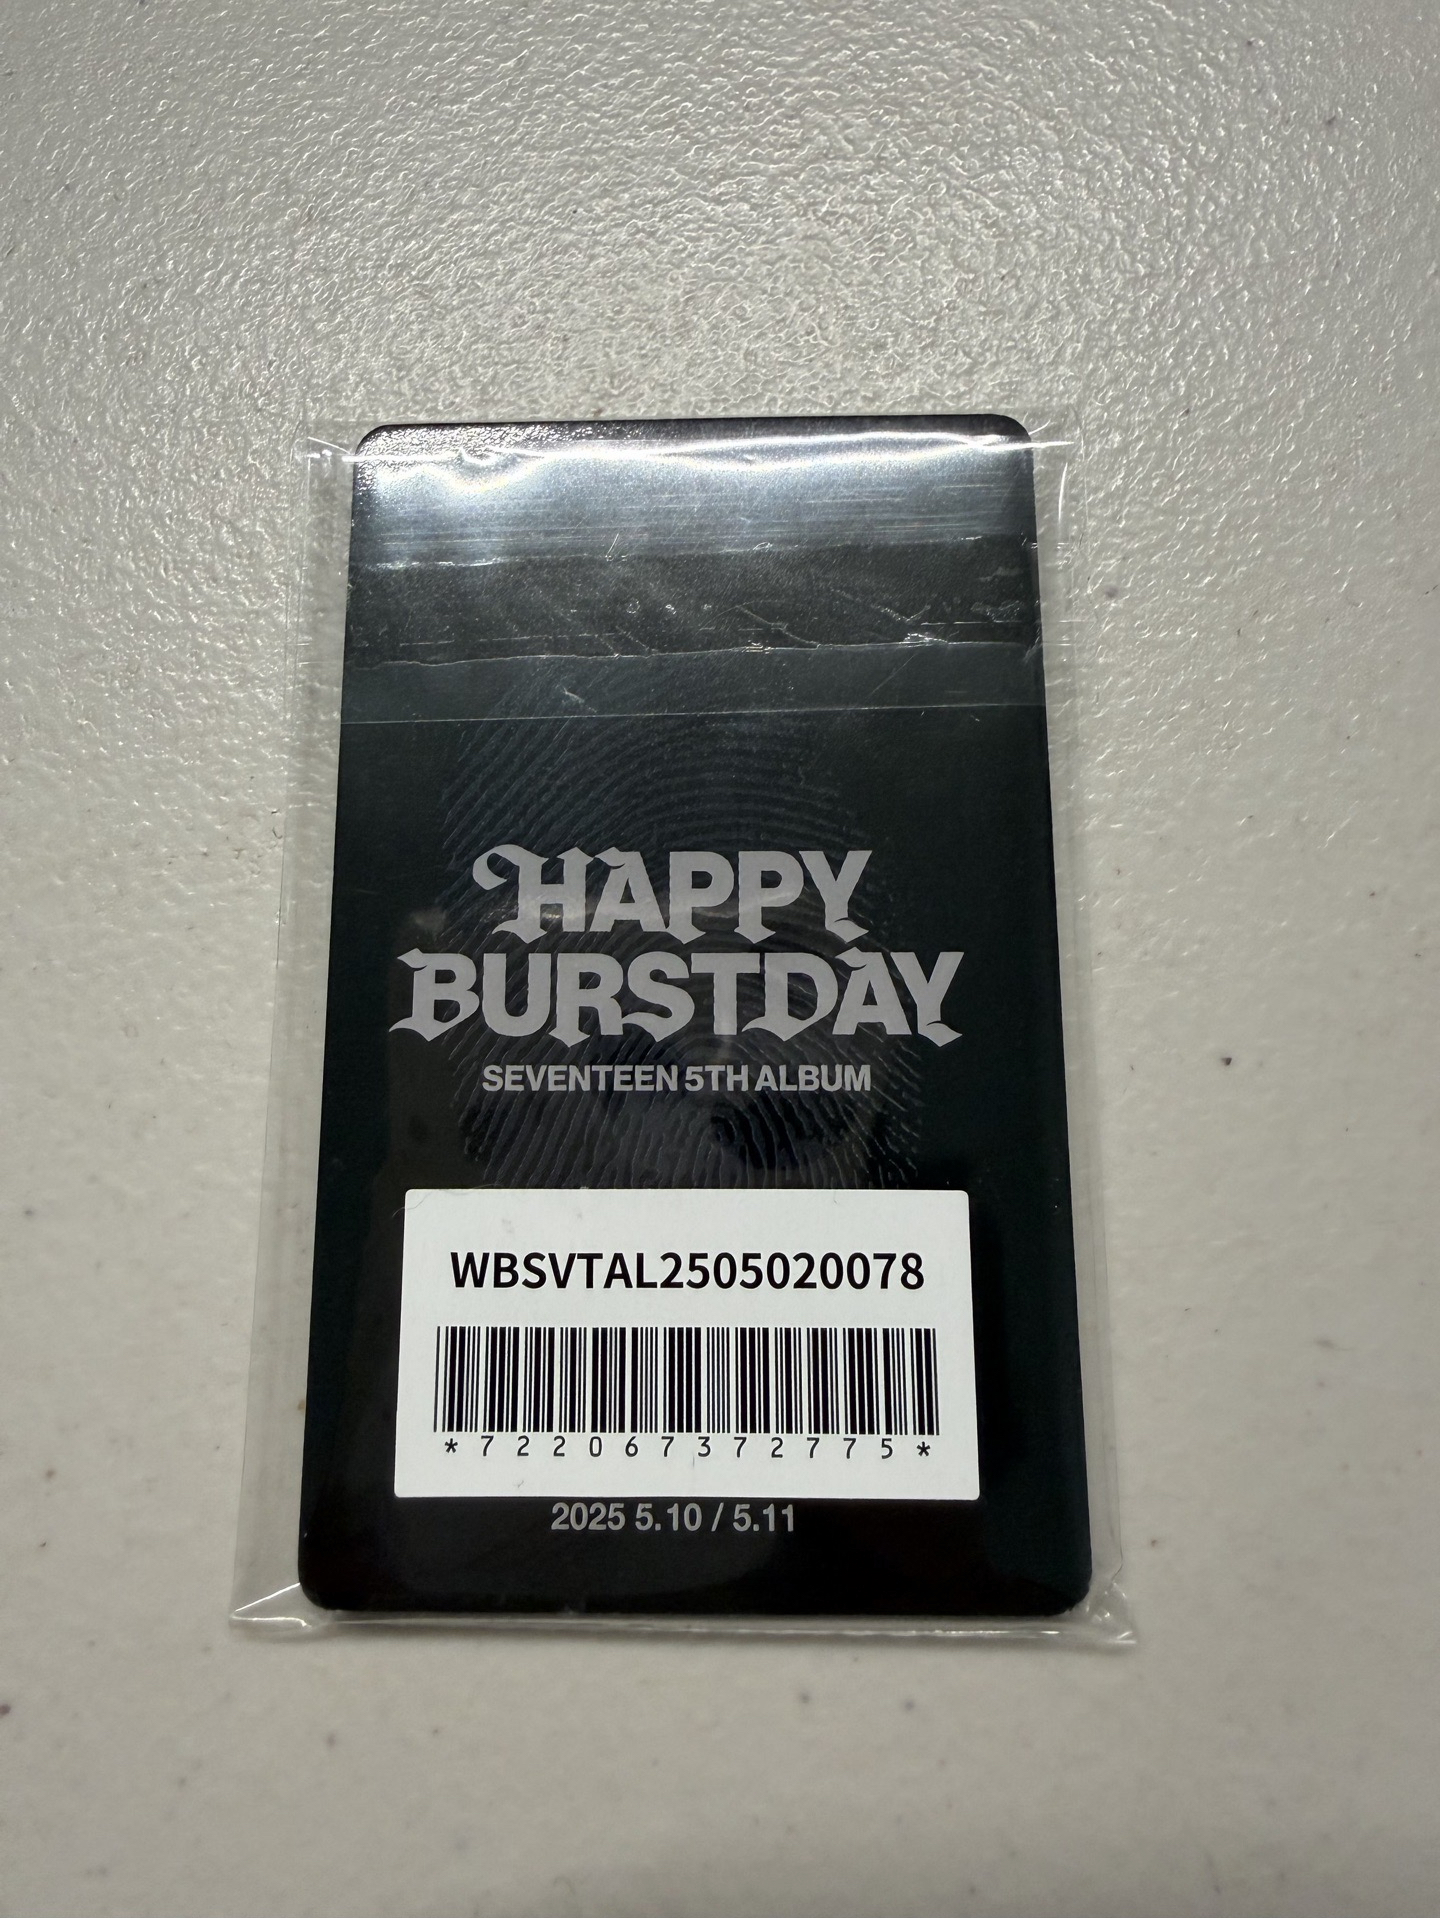 HAPPY
BURSTDAY
SEVENTEEN 5TH ALBUM
WBSVTAL2505020078
*722067372775*
2025 5.10 / 5.11